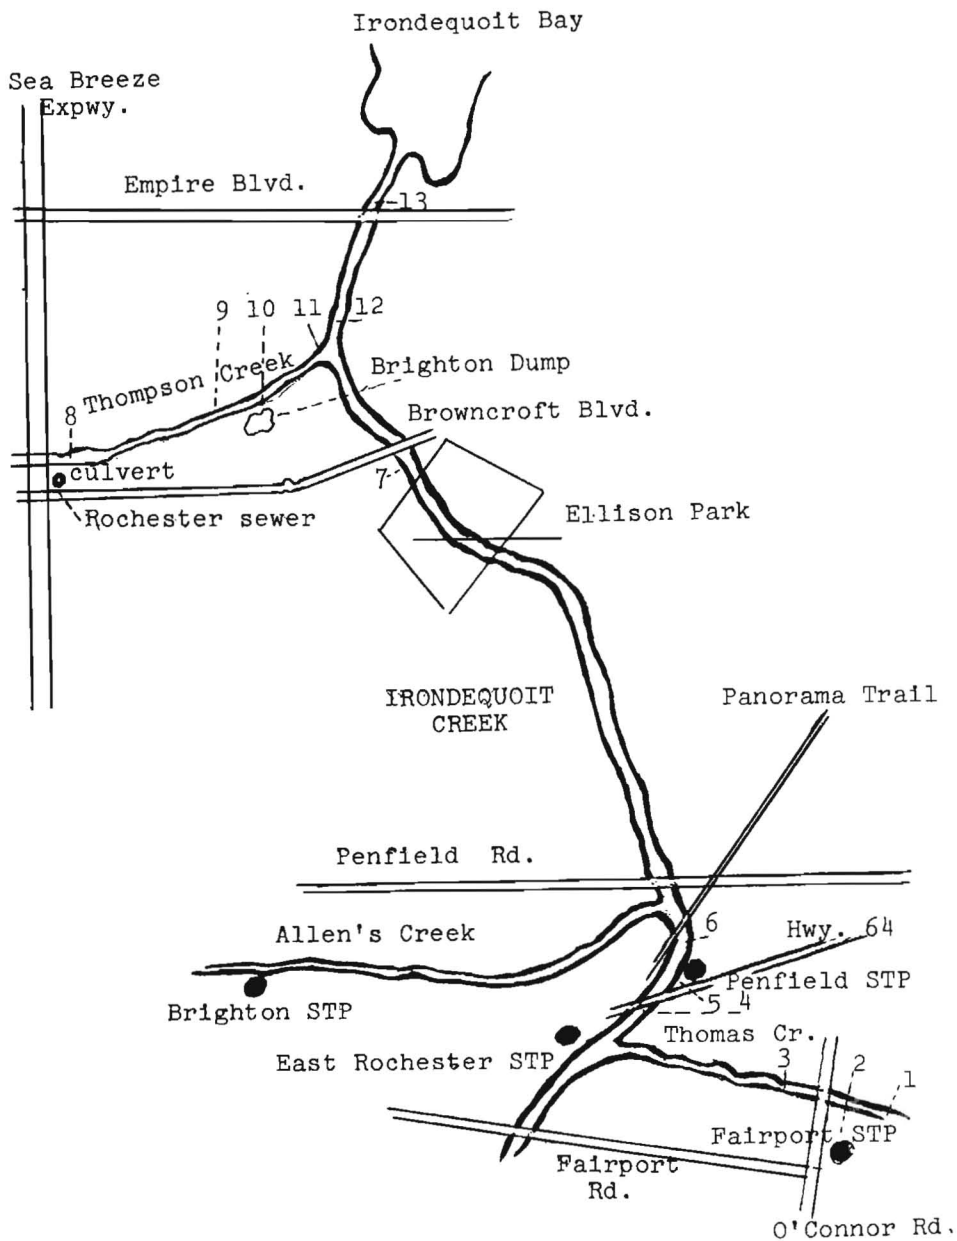 Irondequoit Bay
Sea Breeze
Expwy.
Empire Blvd.
13
9 10 11 12
Thompson Creek
Brighton Dump
8
Browncroft Blvd.
culvert
7
Rochester sewer
Ellison Park
IRONDEQUOIT
CREEK
Panorama Trail
Penfield Rd.
6
Hwy. 64
Allen's Creek
Penfield STP
5 4
Brighton STP
Thomas Cr.
East Rochester STP
3 2 1
Fairport STP
Fairport
Rd.
O'Connor Rd.